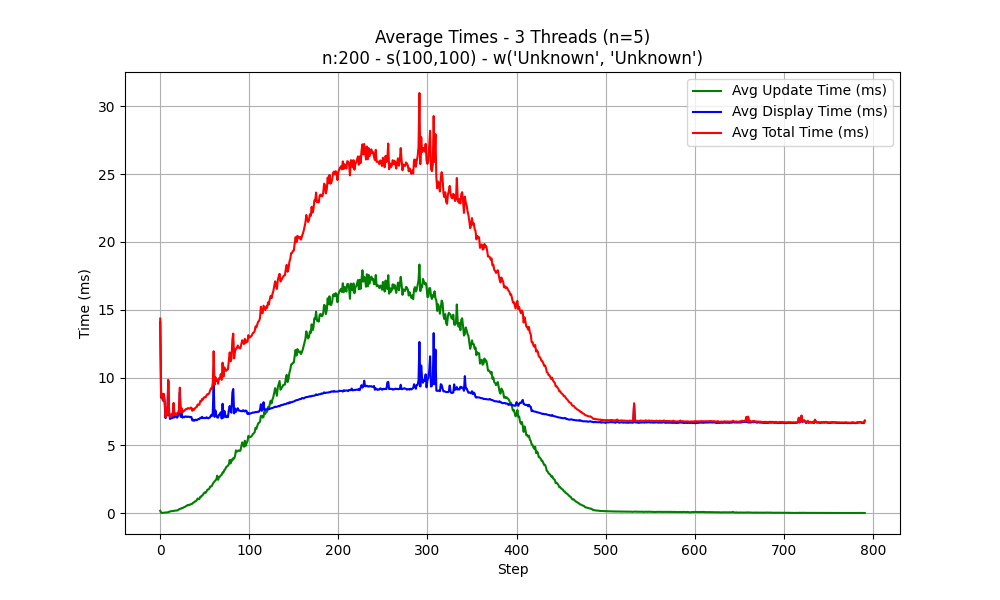 Average Times - 3 Threads (n=5)
n:200 - s(100,100) - w('Unknown', 'Unknown')
Avg Update Time (ms)
Avg Display Time (ms)
Avg Total Time (ms)
Time (ms)
30
25
20
15
10
5
0
0 100 200 300 400 500 600 700 800
Step